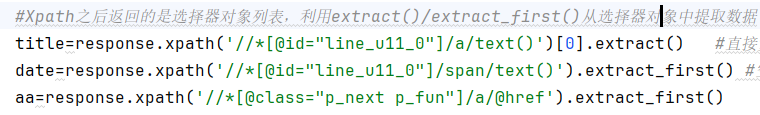 #Xpath之后返回的是选择器对象列表，利用extract()/extract_first()从选择器对象中提取数据
title=response.xpath('//*[@id="line_u11_0"]/a/text()')[0].extract()   #直接
date=response.xpath('//*[@id="line_u11_0"]/span/text()').extract_first() #
aa=response.xpath('//*[@class="p_next p_fun"]/a/@href').extract_first()